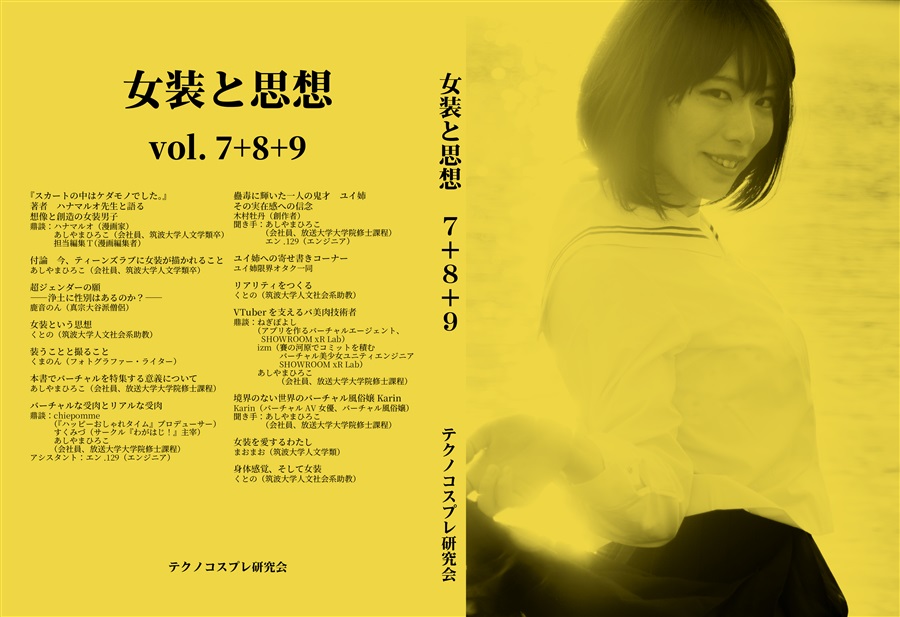 女装と思想
vol. 7+8+9
『スカートの中はケダモノでした。』
著者　ハナマルオ先生と語る
想像と創造の女装男子
鼎談：ハナマルオ（漫画家）
あしやまひろこ（会社員、筑波大学人文学類卒）
担当編集T（漫画編集者）
付論　今、ティーンズラブに女装が描かれること
あしやまひろこ（会社員、筑波大学人文学類卒）
超ジェンダーの願
――浄土に性別はあるのか？――
鹿音のん（真宗大谷派僧侶）
女装という思想
くとの（筑波大学人文社会系助教）
装うことと撮ること
くまのん（フォトグラファー・ライター）
本書でバーチャルを特集する意義について
あしやまひろこ（会社員、放送大学大学院修士課程）
バーチャルな受肉とリアルな受肉
鼎談：chiepomme
（『ハッピーおしゃれタイム』プロデューサー）
すくみづ（サークル『わがはじ！』主宰）
あしやまひろこ
（会社員、放送大学大学院修士課程）
アシスタント：エン .129（エンジニア）
蠱毒に輝いた一人の鬼才　ユイ姉
その実在感への信念
木村牡丹（創作者）
聞き手：あしやまひろこ
（会社員、放送大学大学院修士課程）
エン .129（エンジニア）
ユイ姉への寄せ書きコーナー
ユイ姉限界オタク一同
リアリティをつくる
くとの（筑波大学人文社会系助教）
VTuber を支えるバ美肉技術者
鼎談：ねぎぽよし
（アプリを作るバーチャルエージェント、
SHOWROOM xR Lab）
izm（賽の河原でコミットを積む
バーチャル美少女ユニティエンジニア
SHOWROOM xR Lab）
あしやまひろこ
（会社員、放送大学大学院修士課程）
境界のない世界のバーチャル風俗嬢 Karin
Karin（バーチャル AV 女優、バーチャル風俗嬢）
聞き手：あしやまひろこ
（会社員、放送大学大学院修士課程）
女装を愛するわたし
まおまお（筑波大学人文学類）
身体感覚、そして女装
くとの（筑波大学人文社会系助教）
テクノコスプレ研究会
女装と思想　7+8+9　テクノコスプレ研究会